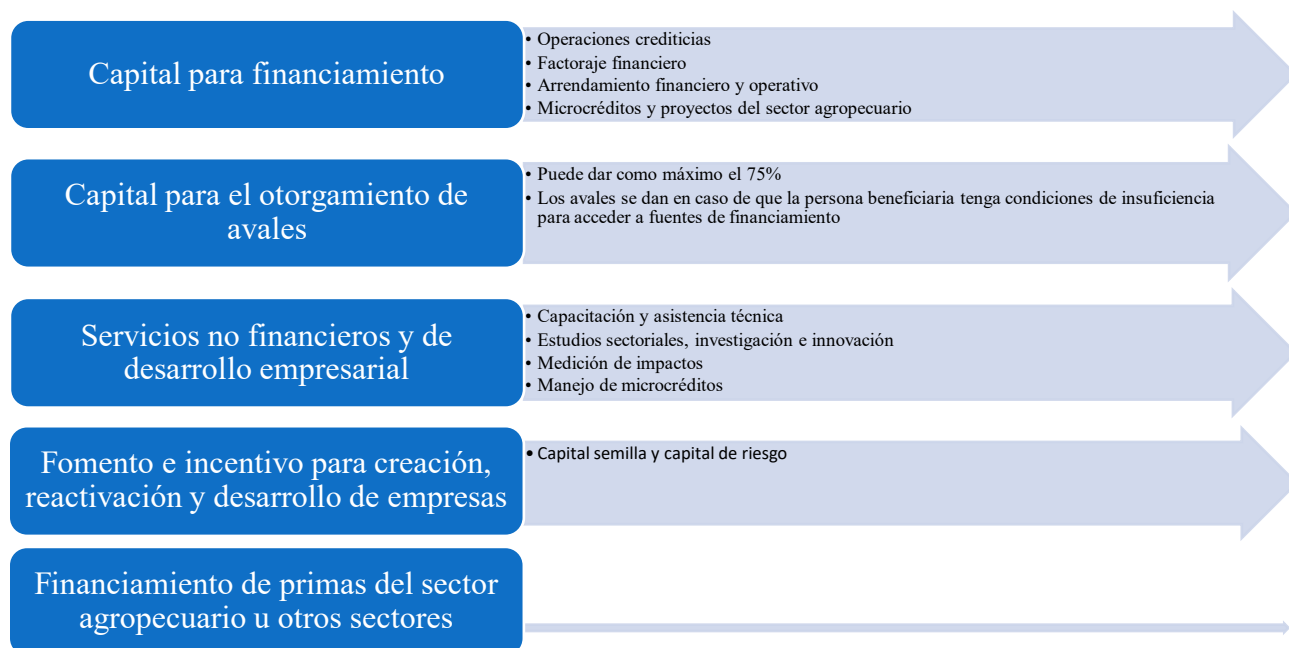 Capital para financiamiento
• Operaciones crediticias
• Factoraje financiero
• Arrendamiento financiero y operativo
• Microcréditos y proyectos del sector agropecuario
Capital para el otorgamiento de
avales
• Puede dar como máximo el 75%
• Los avales se dan en caso de que la persona beneficiaria tenga condiciones de insuficiencia
para acceder a fuentes de financiamiento
Servicios no financieros y de
desarrollo empresarial
• Capacitación y asistencia técnica
• Estudios sectoriales, investigación e innovación
• Medición de impactos
• Manejo de microcréditos
Fomento e incentivo para creación,
reactivación y desarrollo de empresas
• Capital semilla y capital de riesgo
Financiamiento de primas del sector
agropecuario u otros sectores